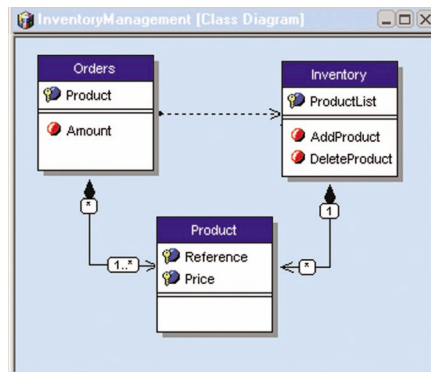 InventoryManagement [Class Diagram]
Orders
Product
Amount
Inventory
ProductList
AddProduct
DeleteProduct
*
1
1..*
*
Product
Reference
Price